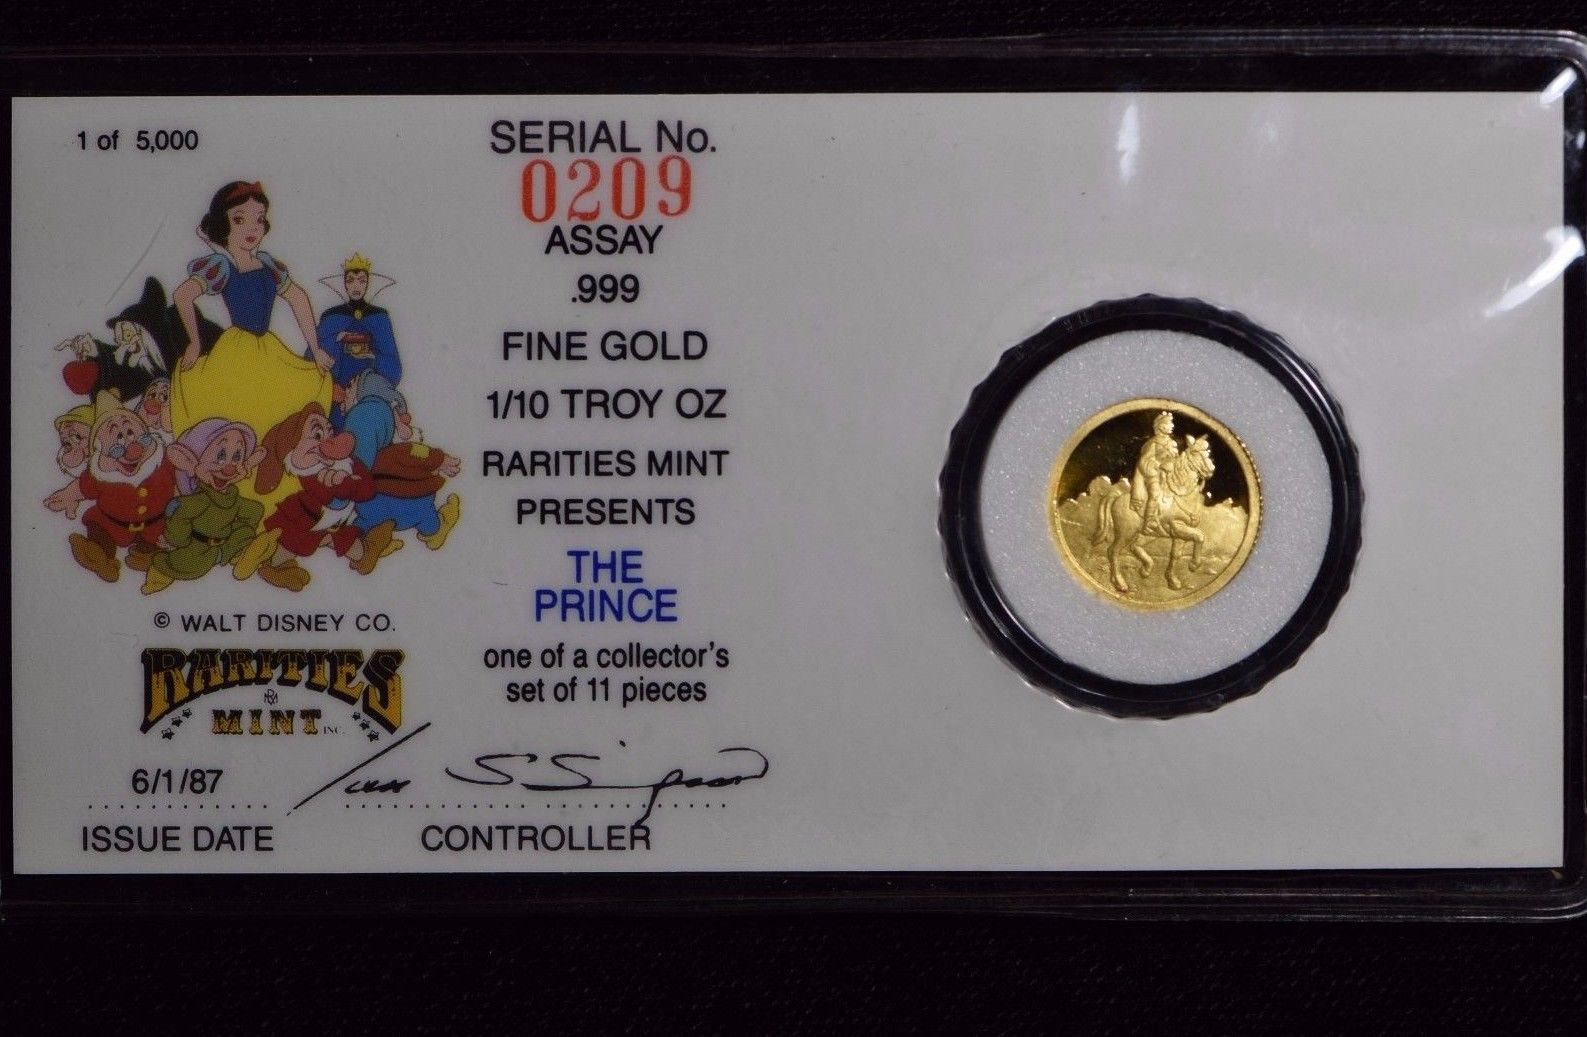 1 of 5,000
© WALT DISNEY CO.
RARITIES
RM
MINT INC.
6/1/87
ISSUE DATE
SERIAL No.
0209
ASSAY
.999
FINE GOLD
1/10 TROY OZ
RARITIES MINT
PRESENTS
THE
PRINCE
one of a collector's
set of 11 pieces
CONTROLLER